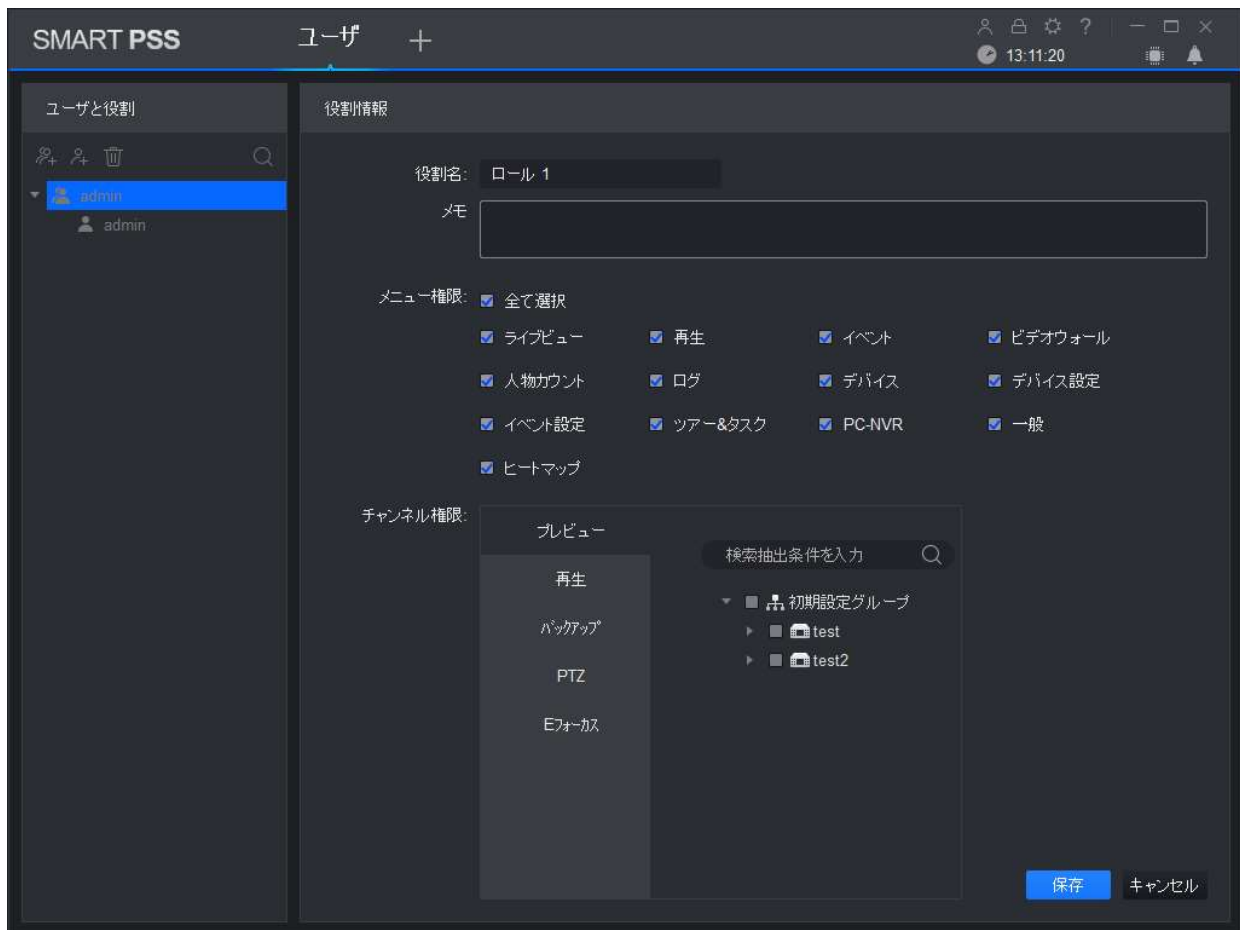 SMART PSS
ユーザ
?
13:11:20
ユーザと役割
admin
admin
役割情報
役割名: ロール 1
メモ
メニュー権限: 全て選択
ライブビュー 再生 イベント ビデオウォール
人物カウント ログ デバイス デバイス設定
イベント設定 ツアー&タスク PC-NVR 一般
ヒートマップ
チャンネル権限:
プレビュー
再生
バックアップ
PTZ
Eフォーカス
検索抽出条件を入力
初期設定グループ
test
test2
保存 キャンセル